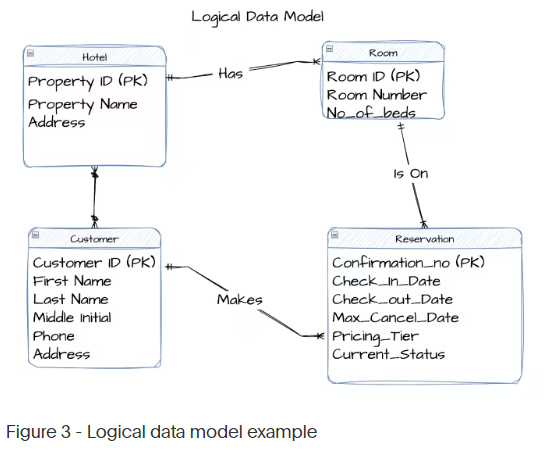 Logical Data Model
Hotel
Property ID (PK)
Property Name
Address
Has
Room
Room ID (PK)
Room Number
No_of_beds
Is On
Customer
Customer ID (PK)
First Name
Last Name
Middle Initial
Phone
Address
Makes
Reservation
Confirmation_no (PK)
Check_In_Date
Check_out_Date
Max_Cancel_Date
Pricing_Tier
Current_Status
Figure 3 - Logical data model example